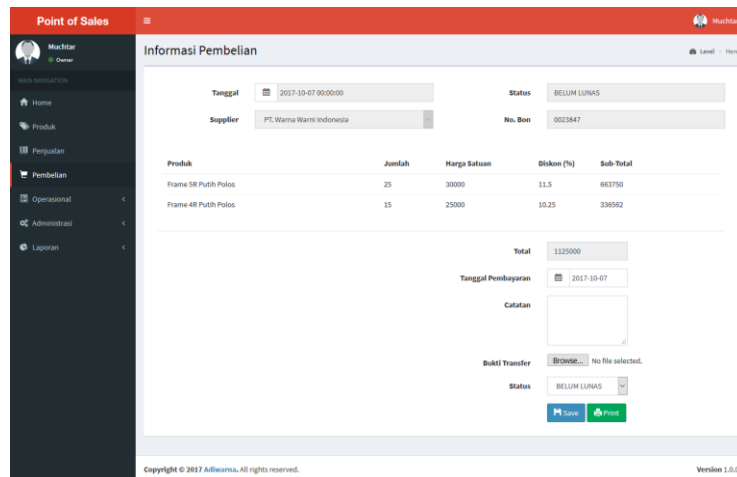 Point of Sales
Muchtar
Muchtar
Owner
Informasi Pembelian
Level
MAIN NAVIGATION
Home
Produk
Penjualan
Pembelian
Operasional
Administrasi
Laporan
Tanggal 2017-10-07 00:00:00 Status BELUM LUNAS
Supplier PT. Warna Warni Indonesia No. Bon 0023847
Produk Jumlah Harga Satuan Diskon (%) Sub-Total
Frame 5R Putih Polos 25 30000 11.5 663750
Frame 4R Putih Polos 15 25000 10.25 336562
Total 1125000
Tanggal Pembayaran 2017-10-07
Catatan
Bukti Transfer Browse... No file selected.
Status BELUM LUNAS
Save Print
Copyright © 2017 Adiwarna. All rights reserved. Version 1.0.0